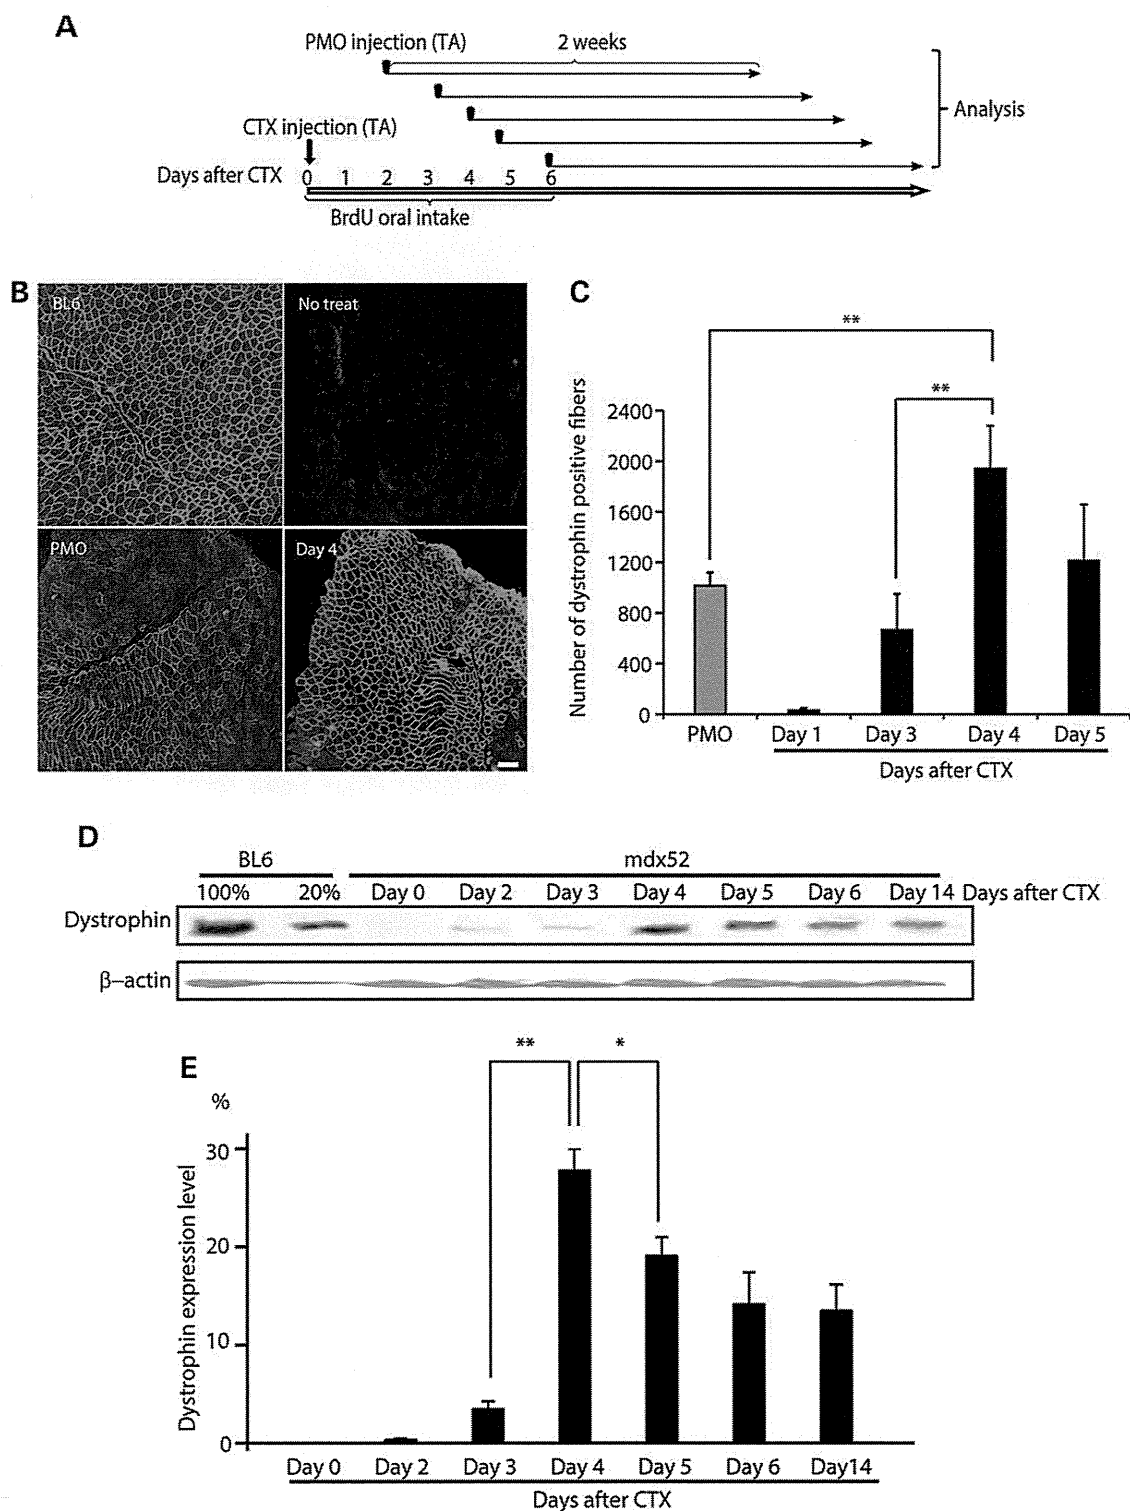 A
PMO injection (TA) 2 weeks
CTX injection (TA)
Analysis
Days after CTX 0 1 2 3 4 5 6
BrdU oral intake
B
BL6
No treat
PMO
Day 4
C
**
**
Number of dystrophin positive fibers
2400
2000
1600
1200
800
400
0
PMO Day 1 Day 3 Day 4 Day 5
Days after CTX
D
BL6 mdx52
100% 20% Day 0 Day 2 Day 3 Day 4 Day 5 Day 6 Day 14 Days after CTX
Dystrophin
β–actin
E
** *
%
Dystrophin expression level
30
20
10
0
Day 0 Day 2 Day 3 Day 4 Day 5 Day 6 Day14
Days after CTX